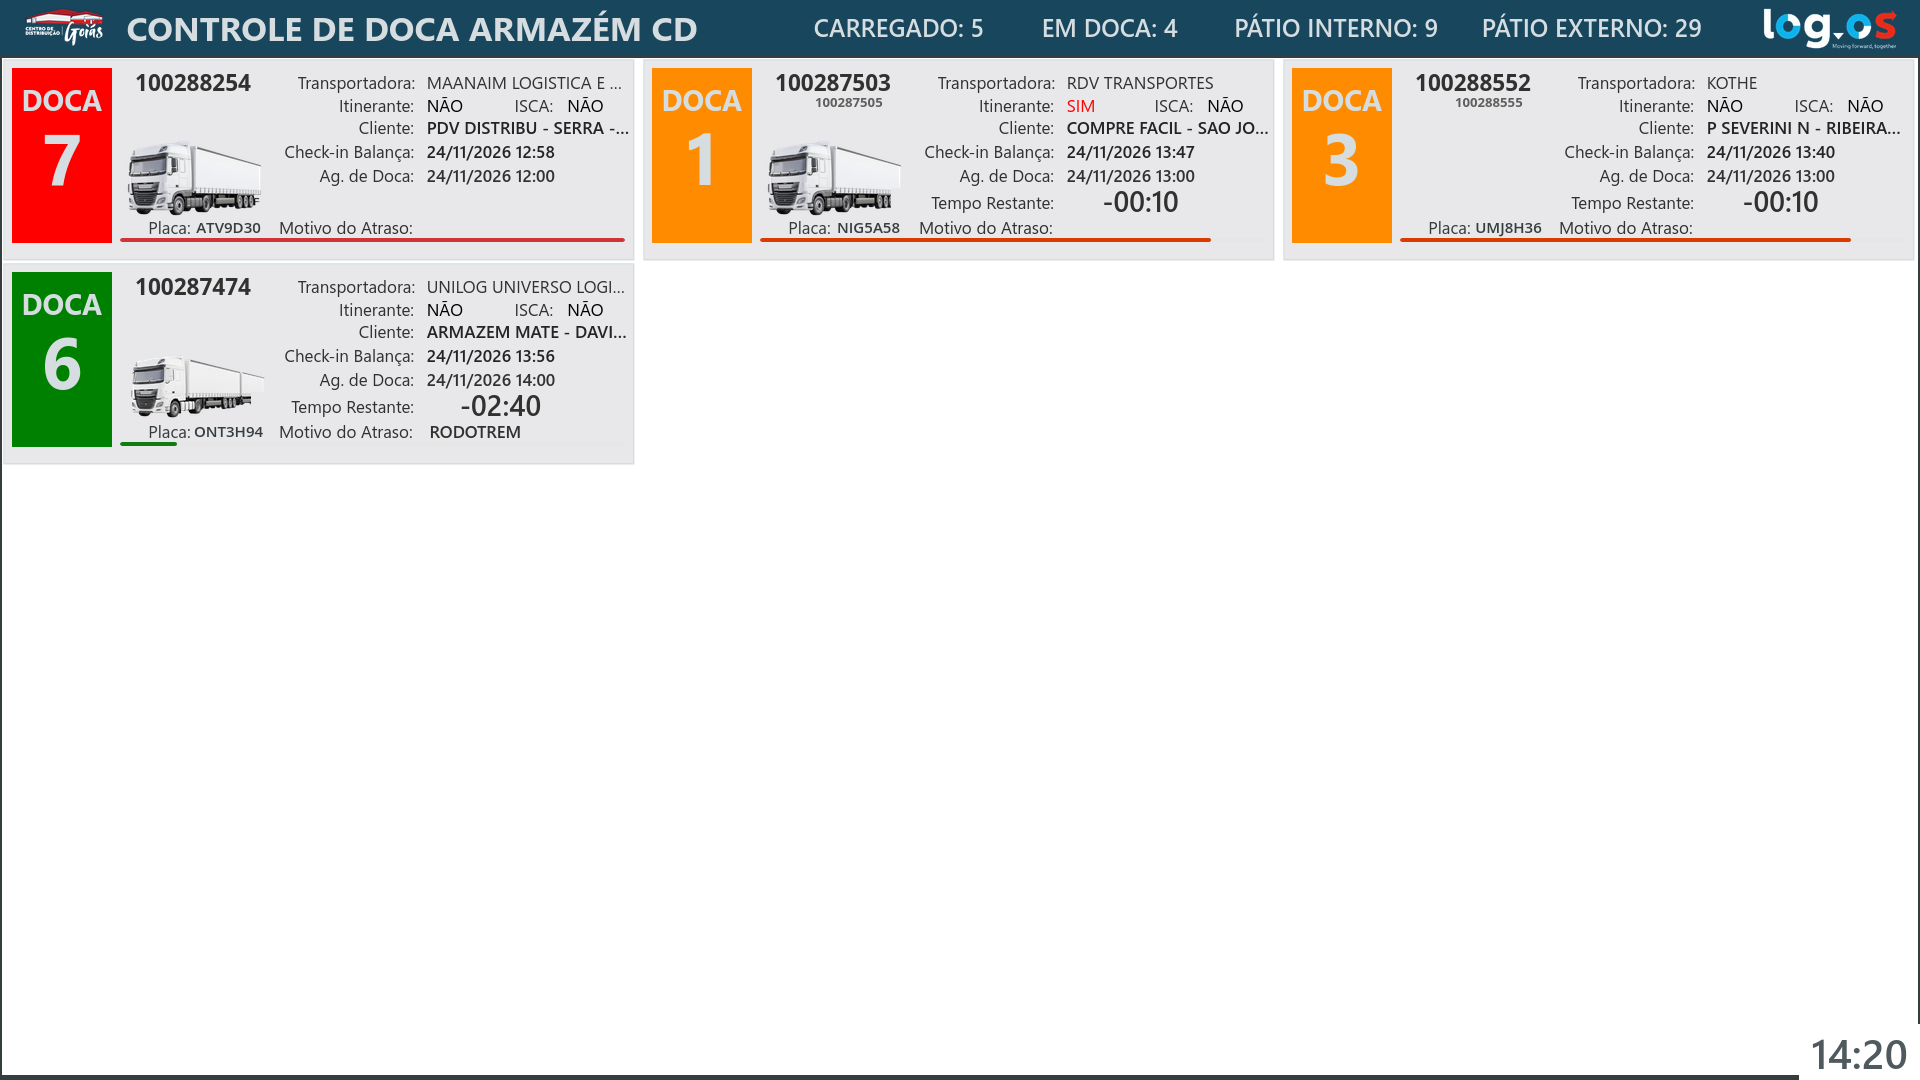 CENTRO DE DISTRIBUIÇÃO Goiás
CONTROLE DE DOCA ARMAZÉM CD
CARREGADO: 5
EM DOCA: 4
PÁTIO INTERNO: 9
PÁTIO EXTERNO: 29
log.os
Moving forward, together
DOCA
7
100288254
Transportadora: MAANAIM LOGISTICA E ...
Itinerante: NÃO ISCA: NÃO
Cliente: PDV DISTRIBU - SERRA -...
Check-in Balança: 24/11/2026 12:58
Ag. de Doca: 24/11/2026 12:00
Placa: ATV9D30 Motivo do Atraso:
DOCA
1
100287503
100287505
Transportadora: RDV TRANSPORTES
Itinerante: SIM ISCA: NÃO
Cliente: COMPRE FACIL - SAO JO...
Check-in Balança: 24/11/2026 13:47
Ag. de Doca: 24/11/2026 13:00
Tempo Restante: -00:10
Placa: NIG5A58 Motivo do Atraso:
DOCA
3
100288552
100288555
Transportadora: KOTHE
Itinerante: NÃO ISCA: NÃO
Cliente: P SEVERINI N - RIBEIRA...
Check-in Balança: 24/11/2026 13:40
Ag. de Doca: 24/11/2026 13:00
Tempo Restante: -00:10
Placa: UMJ8H36 Motivo do Atraso:
DOCA
6
100287474
Transportadora: UNILOG UNIVERSO LOGI...
Itinerante: NÃO ISCA: NÃO
Cliente: ARMAZEM MATE - DAVI...
Check-in Balança: 24/11/2026 13:56
Ag. de Doca: 24/11/2026 14:00
Tempo Restante: -02:40
Placa: ONT3H94 Motivo do Atraso: RODOTREM
14:20